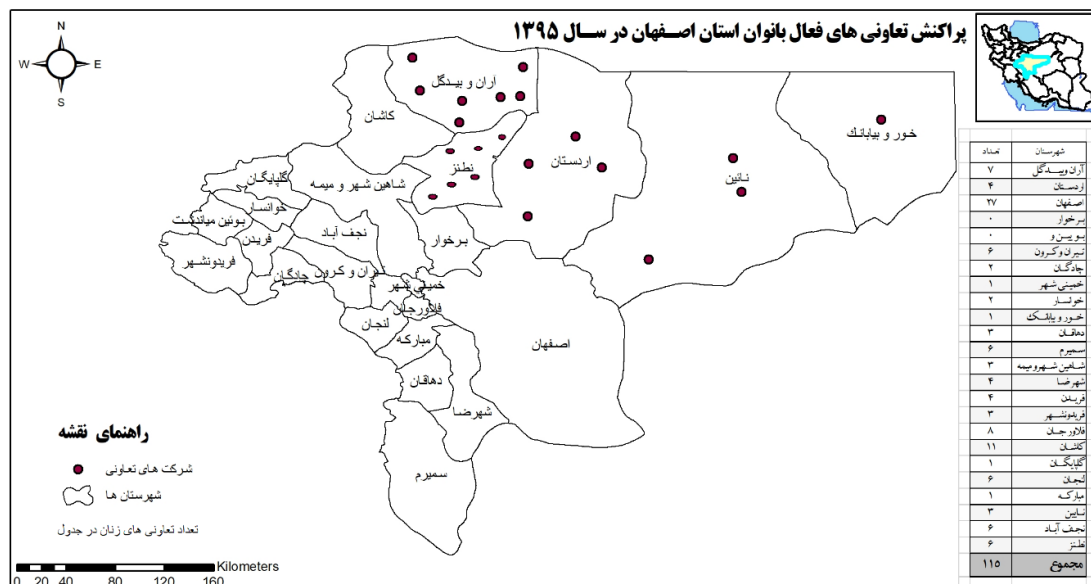 پراکنش تعاونی های فعال بانوان استان اصفهان در سال ۱۳۹۵
N
W E
S
آران و بیدگل
کاشان
نطنز
اردستان
نائین
خور و بیابانک
گلپایگان
شاهین شهر و میمه
خوانسار
بوئین میاندشت
نجف آباد
برخوار
فریدن
فریدونشهر
چادگان
تیران و کرون
خمینی شهر
فلاورجان
لنجان
مبارکه
اصفهان
دهاقان
شهرضا
سمیرم
راهنمای نقشه
شرکت های تعاونی
شهرستان ها
تعداد تعاونی های زنان در جدول
Kilometers
0 20 40 80 120 160
شهرستان تعداد
آران وبیدگل ۷
اردستان ۴
اصفهان ۲۷
برخوار ۰
بویین و ۰
تیران وکرون ۶
چادگان ۲
خمینی شهر ۱
خوانسار ۲
خور و بیابانک ۱
دهاقان ۳
سمیرم ۶
شاهین شهرومیمه ۳
شهرضا ۴
فریدن ۴
فریدونشهر ۳
فلاورجان ۸
کاشان ۱۱
گلپایگان ۱
لنجان ۶
مبارکه ۱
نایین ۳
نجف آباد ۶
نطنز ۶
مجموع ۱۱۵